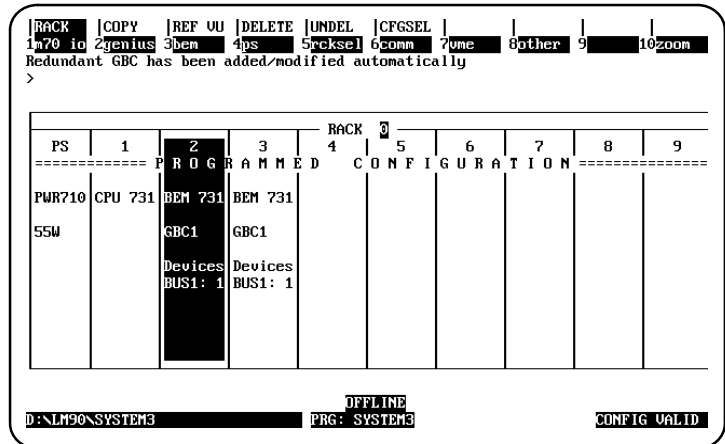 RACK |COPY |REF VU |DELETE |UNDEL |CFGSEL | | |
1m70 io 2genius 3bem 4ps 5rcksel 6comm 7vme 8other 9 10zoom
Redundant GBC has been added/modified automatically
>
RACK 0
PS 1 2 3 4 5 6 7 8 9
============= P R O G R A M M E D C O N F I G U R A T I O N ===============
PWR710 CPU 731 BEM 731 BEM 731
55W GBC1 GBC1
Devices Devices
BUS1: 1 BUS1: 1
OFFLINE
D:\LM90\SYSTEM3 PRG: SYSTEM3 CONFIG VALID